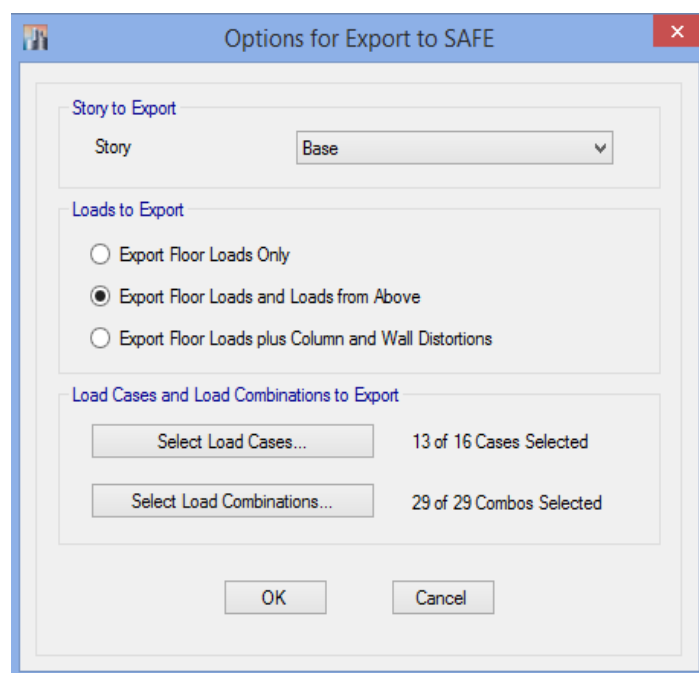 Options for Export to SAFE
Story to Export
Story Base
Loads to Export
Export Floor Loads Only
Export Floor Loads and Loads from Above
Export Floor Loads plus Column and Wall Distortions
Load Cases and Load Combinations to Export
Select Load Cases... 13 of 16 Cases Selected
Select Load Combinations... 29 of 29 Combos Selected
OK Cancel